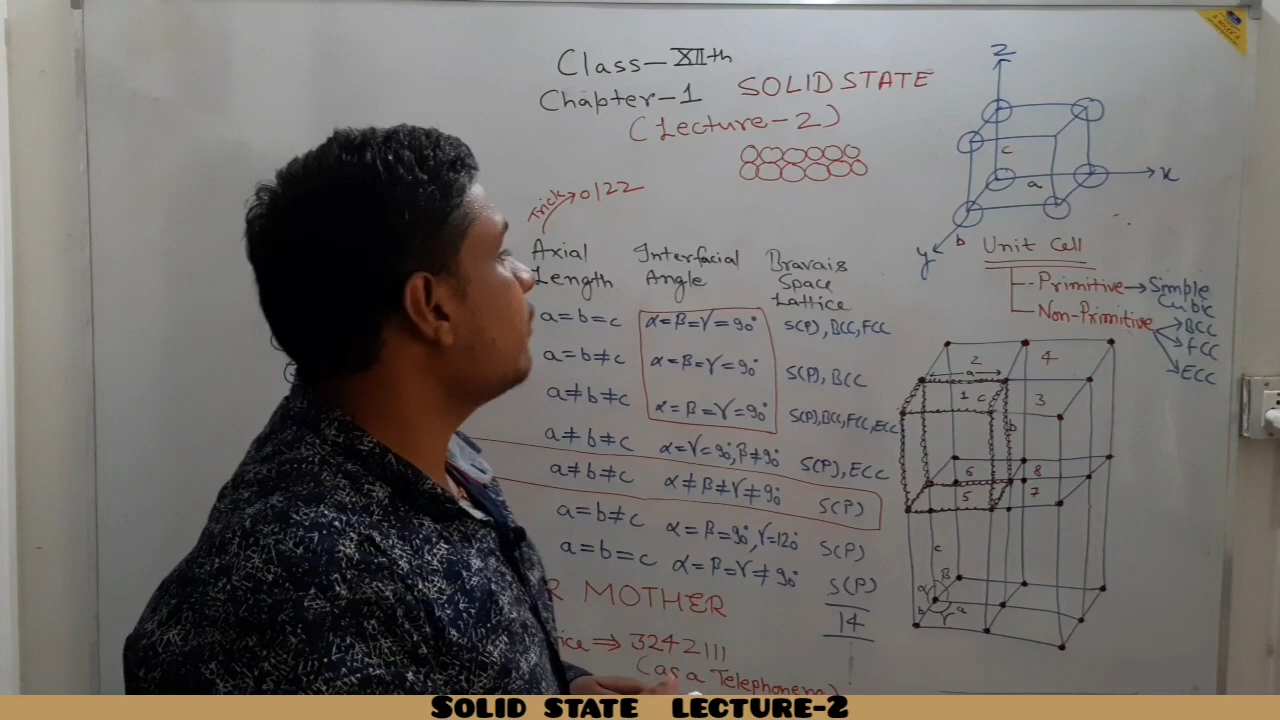 Class-XIIth
Chapter-1 SOLID STATE
(Lecture-2)
Trick→0122
Axial Length
Interfacial Angle
Bravais Space Lattice
a=b=c α=β=γ=90° S(P), BCC, FCC
a=b≠c α=β=γ=90° S(P), BCC
a≠b≠c α=β=γ=90° S(P), BCC, FCC, ECC
a≠b≠c α=γ=90°, β≠90° S(P), ECC
a≠b≠c α≠β≠γ≠90° S(P)
a=b≠c α=β=90°, γ=120° S(P)
a=b=c α=β=γ≠90° S(P)
R MOTHER
14
ice ⇒ 3242111
(as a Telephone
Z
c
a
x
b
y
Unit Cell
Primitive→Simple Cubic
Non-Primitive
→BCC
→FCC
→ECC
2 4
a
1 c 3
b
6 8
5 7
c
α β
b γ a
SOLID STATE LECTURE-2